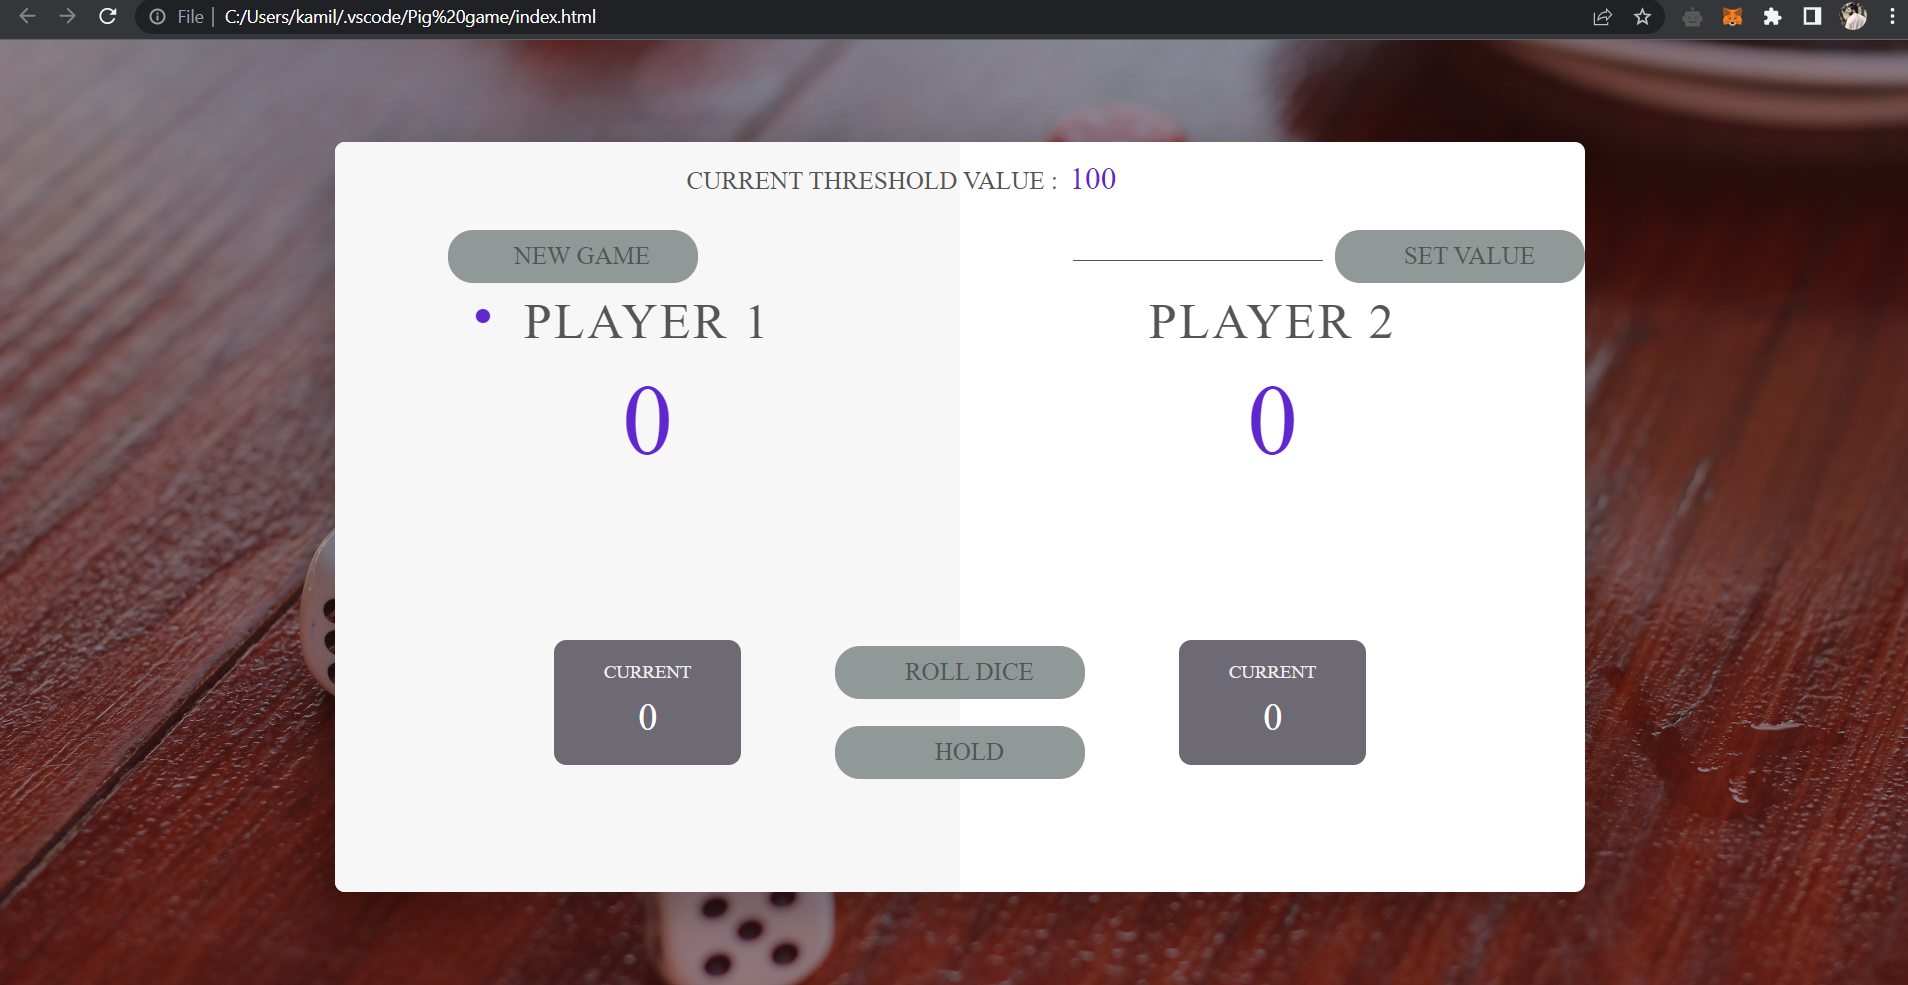 File
C:/Users/kamil/.vscode/Pig%20game/index.html
CURRENT THRESHOLD VALUE : 100
NEW GAME
SET VALUE
PLAYER 1
PLAYER 2
0
0
CURRENT
0
ROLL DICE
HOLD
CURRENT
0